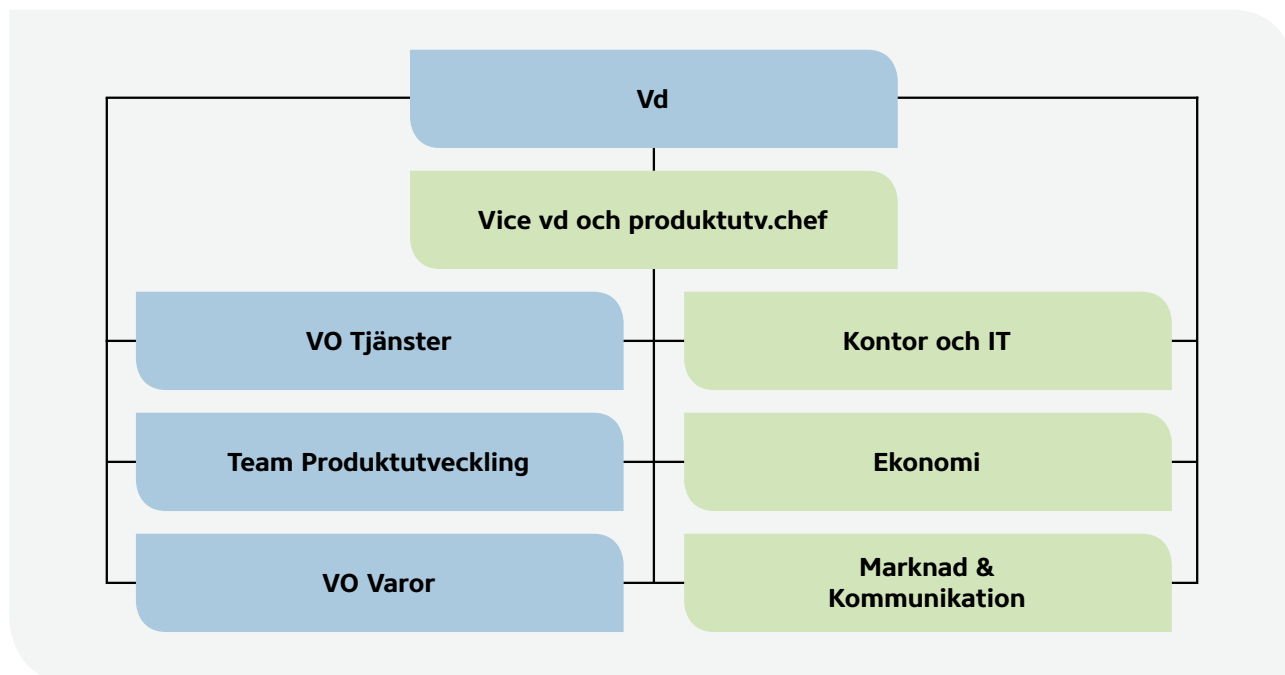 Vd
Vice vd och produktutv.chef
VO Tjänster
Kontor och IT
Team Produktutveckling
Ekonomi
VO Varor
Marknad &
Kommunikation